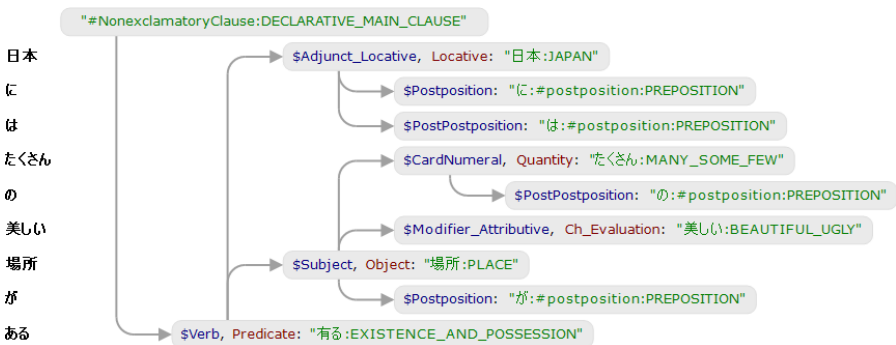 "#NonexclamatoryClause:DECLARATIVE_MAIN_CLAUSE"
日本 $Adjunct_Locative, Locative: "日本:JAPAN"
に $Postposition: "に:#postposition:PREPOSITION"
は $PostPostposition: "は:#postposition:PREPOSITION"
たくさん $CardNumeral, Quantity: "たくさん:MANY_SOME_FEW"
の $PostPostposition: "の:#postposition:PREPOSITION"
美しい $Modifier_Attributive, Ch_Evaluation: "美しい:BEAUTIFUL_UGLY"
場所 $Subject, Object: "場所:PLACE"
が $Postposition: "が:#postposition:PREPOSITION"
ある $Verb, Predicate: "有る:EXISTENCE_AND_POSSESSION"